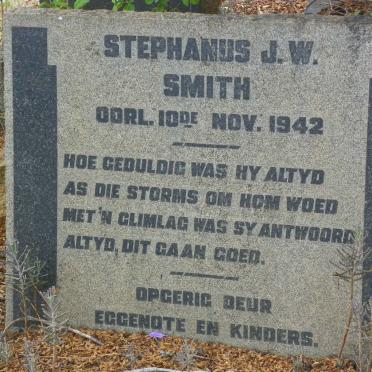 STEPHANUS J.W.
SMITH
OORL. 10DE NOV. 1942
HOE GEDULDIG WAS HY ALTYD
AS DIE STORMS OM HOM WOED
MET 'N GLIMLAG WAS SY ANTWOORD
ALTYD, DIT GAAN GOED.
OPGERIG DEUR
EGGENOTE EN KINDERS.